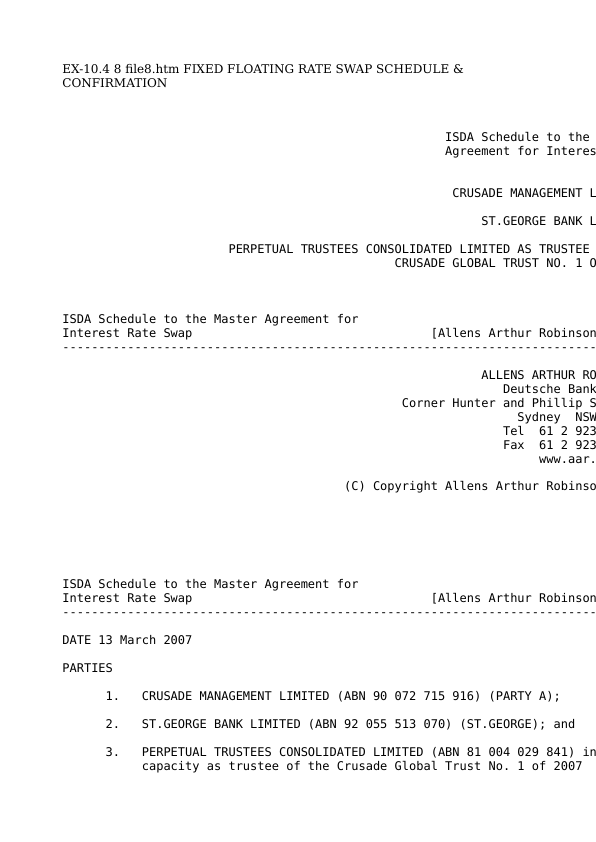 EX-10.4 8 file8.htm FIXED FLOATING RATE SWAP SCHEDULE &
CONFIRMATION
ISDA Schedule to the
Agreement for Interes
CRUSADE MANAGEMENT L
ST.GEORGE BANK L
PERPETUAL TRUSTEES CONSOLIDATED LIMITED AS TRUSTEE
CRUSADE GLOBAL TRUST NO. 1 O
ISDA Schedule to the Master Agreement for
Interest Rate Swap [Allens Arthur Robinson
---------------------------------------------------------------------------
ALLENS ARTHUR RO
Deutsche Bank
Corner Hunter and Phillip S
Sydney NSW
Tel 61 2 923
Fax 61 2 923
www.aar.
(C) Copyright Allens Arthur Robinso
ISDA Schedule to the Master Agreement for
Interest Rate Swap [Allens Arthur Robinson
---------------------------------------------------------------------------
DATE 13 March 2007
PARTIES
1. CRUSADE MANAGEMENT LIMITED (ABN 90 072 715 916) (PARTY A);
2. ST.GEORGE BANK LIMITED (ABN 92 055 513 070) (ST.GEORGE); and
3. PERPETUAL TRUSTEES CONSOLIDATED LIMITED (ABN 81 004 029 841) in
capacity as trustee of the Crusade Global Trust No. 1 of 2007